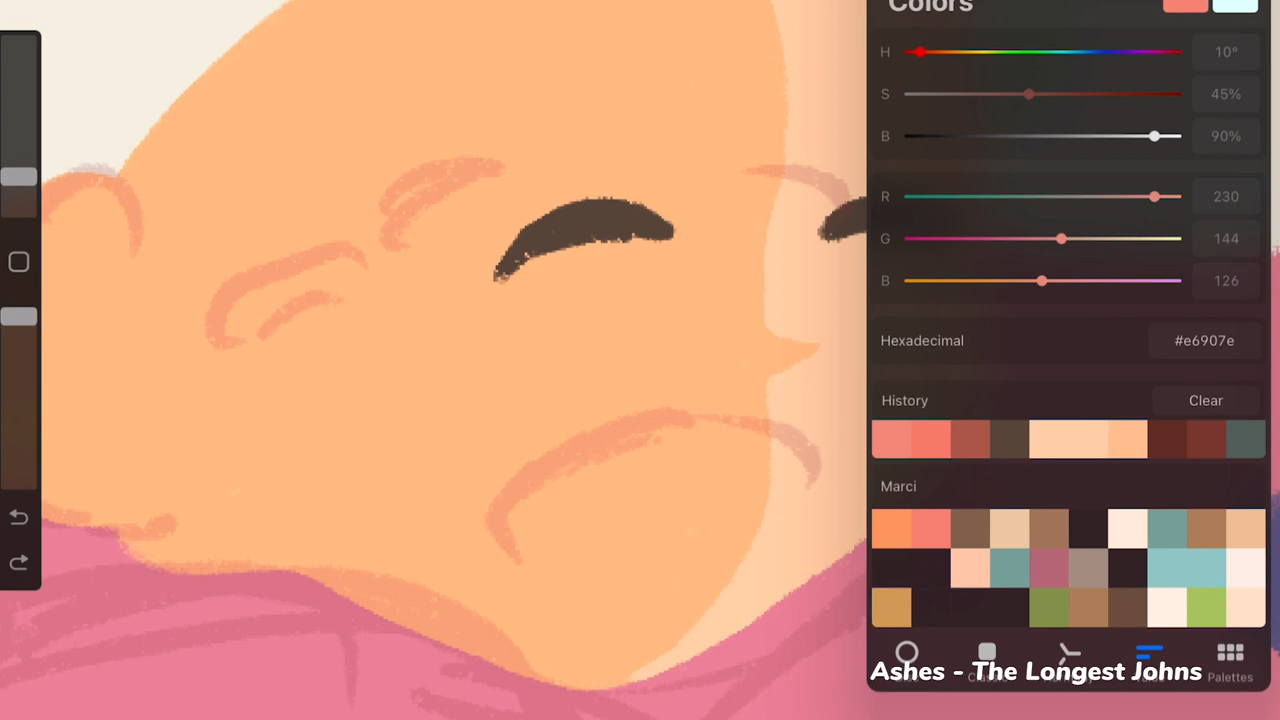 Colors
H 10°
S 45%
B 90%
R 230
G 144
B 126
Hexadecimal #e6907e
History Clear
Marci
Ashes - The Longest Johns
Palettes